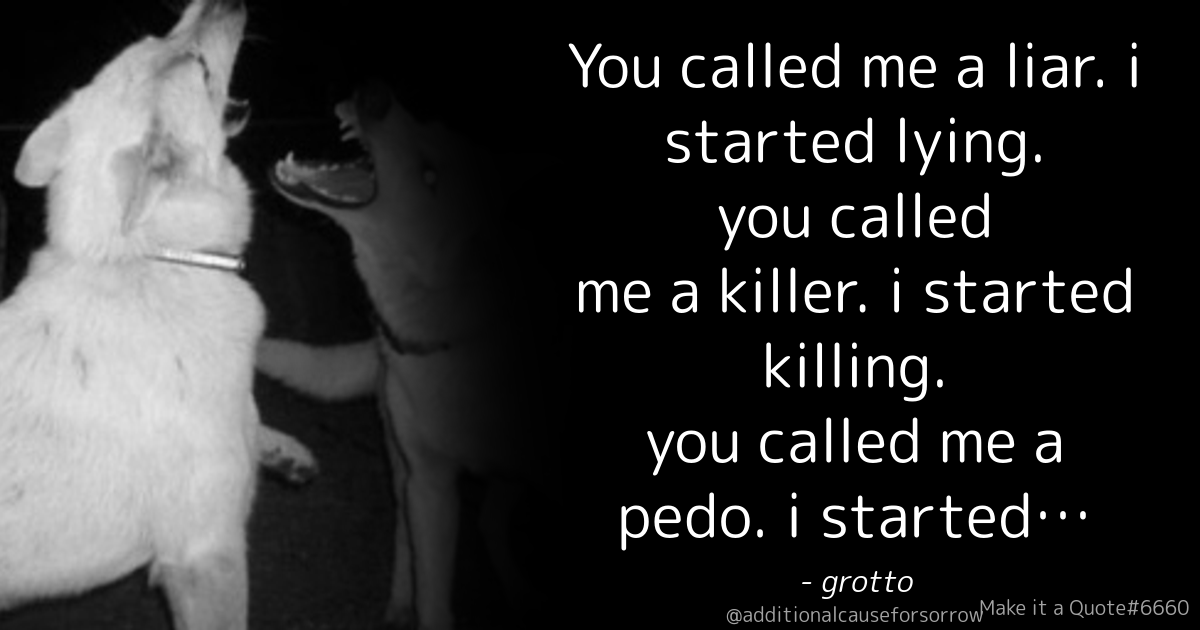 You called me a liar. i
started lying.
you called
me a killer. i started
killing.
you called me a
pedo. i started…
- grotto
@additionalcauseforsorrow
Make it a Quote#6660